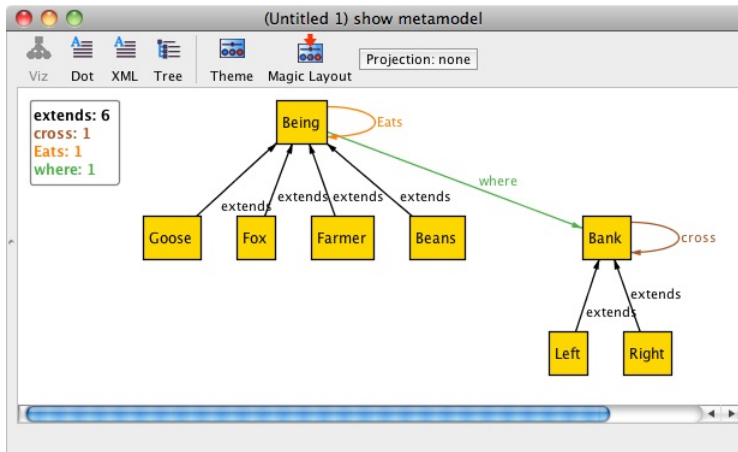 (Untitled 1) show metamodel
Viz Dot XML Tree Theme Magic Layout Projection: none
extends: 6
cross: 1
Eats: 1
where: 1
Being
Eats
where
extends extends extends extends
Goose Fox Farmer Beans
Bank
cross
extends
extends
Left Right